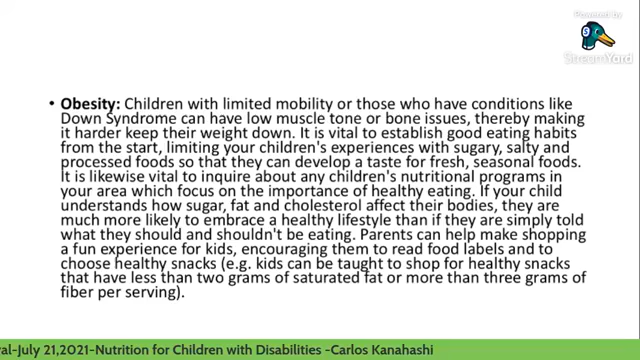 Powered by
StreamYard
• Obesity: Children with limited mobility or those who have conditions like
Down Syndrome can have low muscle tone or bone issues, thereby making
it harder keep their weight down. It is vital to establish good eating habits
from the start, limiting your children's experiences with sugary, salty and
processed foods so that they can develop a taste for fresh, seasonal foods.
It is likewise vital to inquire about any children's nutritional programs in
your area which focus on the importance of healthy eating. If your child
understands how sugar, fat and cholesterol affect their bodies, they are
much more likely to embrace a healthy lifestyle than if they are simply told
what they should and shouldn't be eating. Parents can help make shopping
a fun experience for kids, encouraging them to read food labels and to
choose healthy snacks (e.g. kids can be taught to shop for healthy snacks
that have less than two grams of saturated fat or more than three grams of
fiber per serving).
val-July 21,2021-Nutrition for Children with Disabilities -Carlos Kanahashi